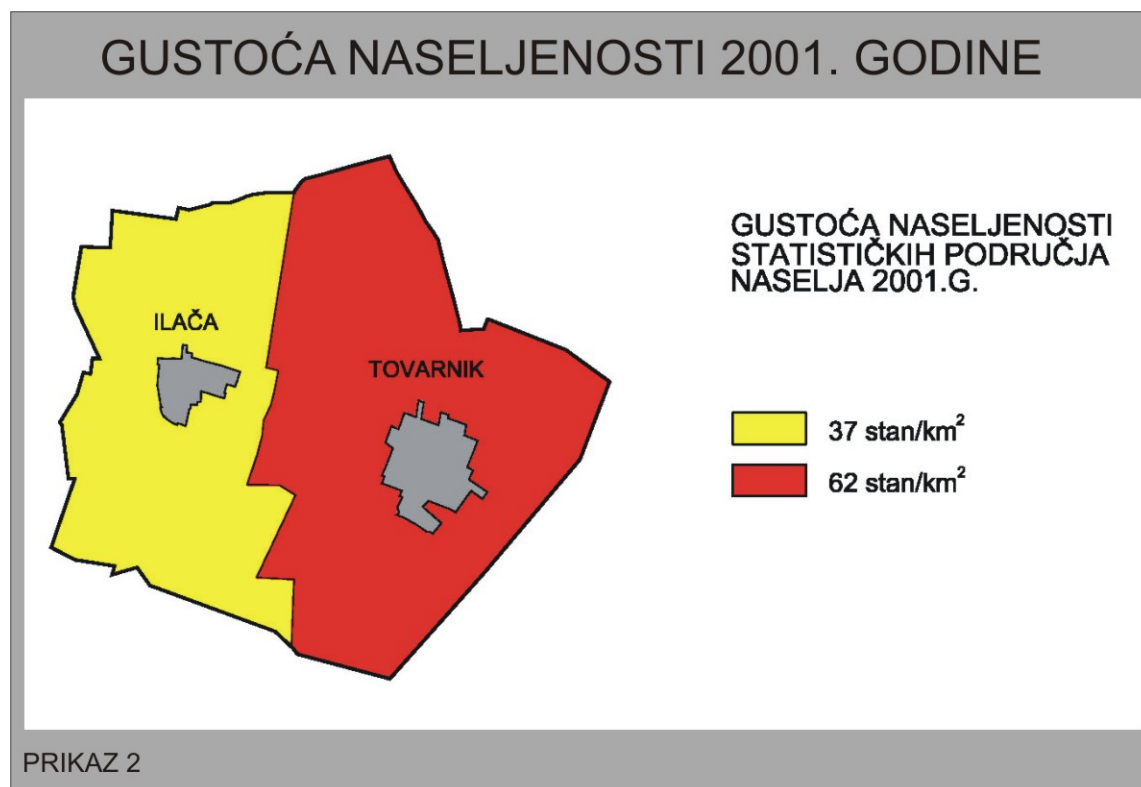 GUSTOĆA NASELJENOSTI 2001. GODINE
ILAČA
TOVARNIK
GUSTOĆA NASELJENOSTI
STATISTIČKIH PODRUČJA
NASELJA 2001.G.
37 stan/km²
62 stan/km²
PRIKAZ 2